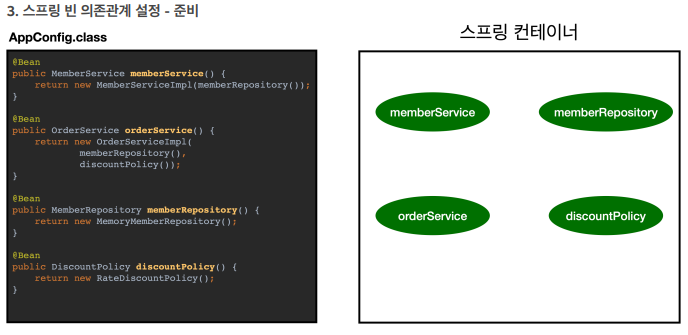 3. 스프링 빈 의존관계 설정 - 준비
AppConfig.class
스프링 컨테이너
@Bean
public MemberService memberService() {
    return new MemberServiceImpl(memberRepository());
}
@Bean
public OrderService orderService() {
    return new OrderServiceImpl(
            memberRepository(),
            discountPolicy());
}
@Bean
public MemberRepository memberRepository() {
    return new MemoryMemberRepository();
}
@Bean
public DiscountPolicy discountPolicy() {
    return new RateDiscountPolicy();
}
memberService
memberRepository
orderService
discountPolicy